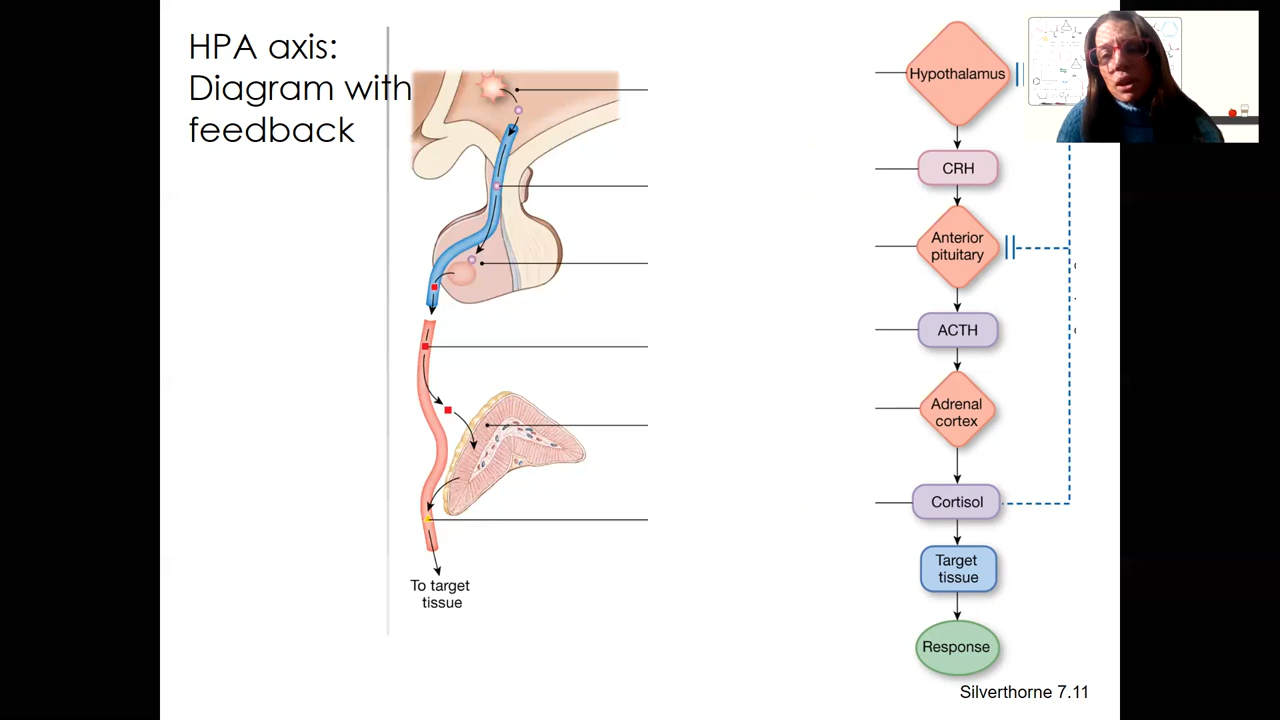 HPA axis:
Diagram with
feedback
To target
tissue
Hypothalamus
CRH
Anterior
pituitary
ACTH
Adrenal
cortex
Cortisol
Target
tissue
Response
Silverthorne 7.11